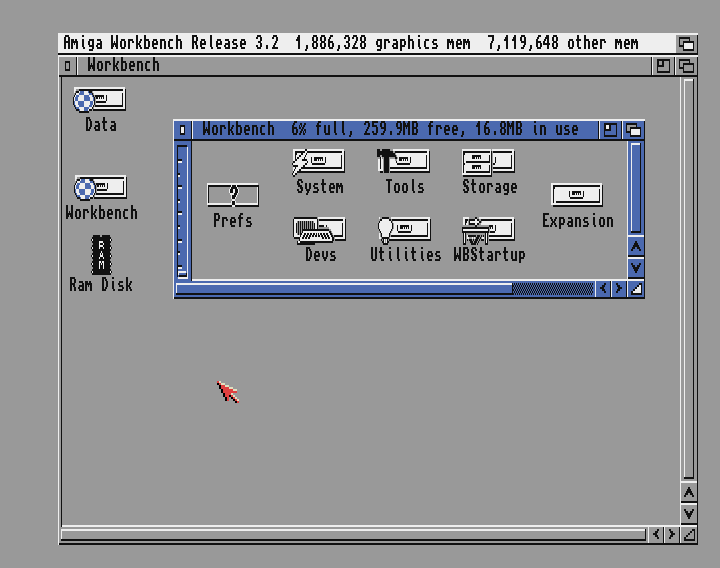 Amiga Workbench Release 3.2 1,886,328 graphics mem 7,119,648 other mem
Workbench
Data
Workbench
RAM
Ram Disk
Workbench 6% full, 259.9MB free, 16.8MB in use
System Tools Storage
? Prefs Expansion
Devs Utilities WBStartup